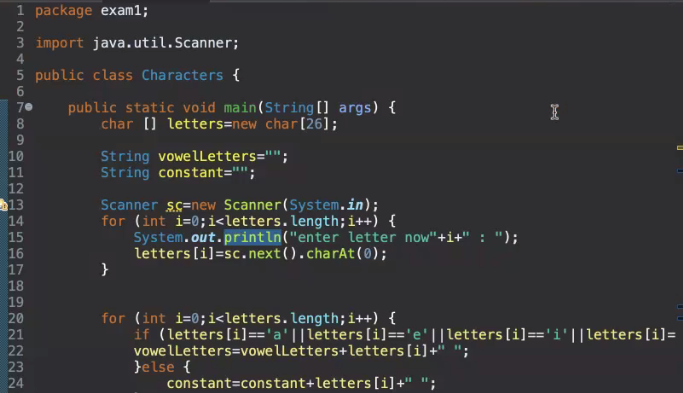 1 package exam1;
2
3 import java.util.Scanner;
4
5 public class Characters {
6
7 public static void main(String[] args) {
8 char [] letters=new char[26];
9
10 String vowelLetters="";
11 String constant="";
12
13 Scanner sc=new Scanner(System.in);
14 for (int i=0;i<letters.length;i++) {
15 System.out.println("enter letter now"+i+" : ");
16 letters[i]=sc.next().charAt(0);
17 }
18
19
20 for (int i=0;i<letters.length;i++) {
21 if (letters[i]=='a'||letters[i]=='e'||letters[i]=='i'||letters[i]=
22 vowelLetters=vowelLetters+letters[i]+" ";
23 }else {
24 constant=constant+letters[i]+" ";